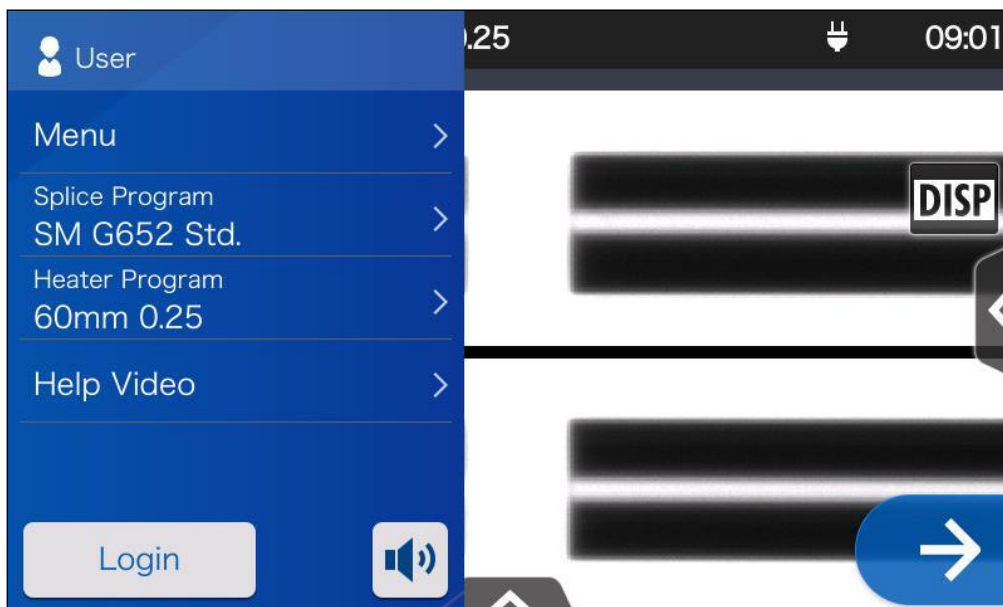 User
.25
09:01
Menu
Splice Program
SM G652 Std.
DISP
Heater Program
60mm 0.25
Help Video
Login